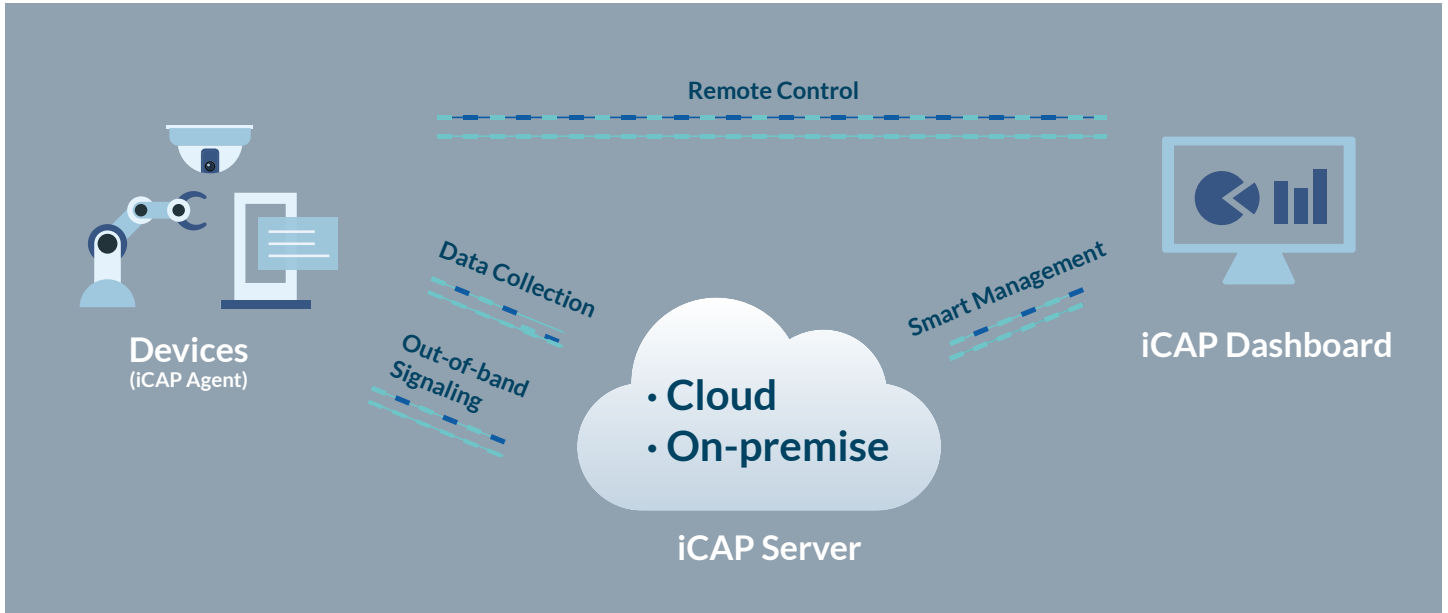 Remote Control
Data Collection
Smart Management
Out-of-band
Signaling
Devices
(iCAP Agent)
iCAP Dashboard
· Cloud
· On-premise
iCAP Server